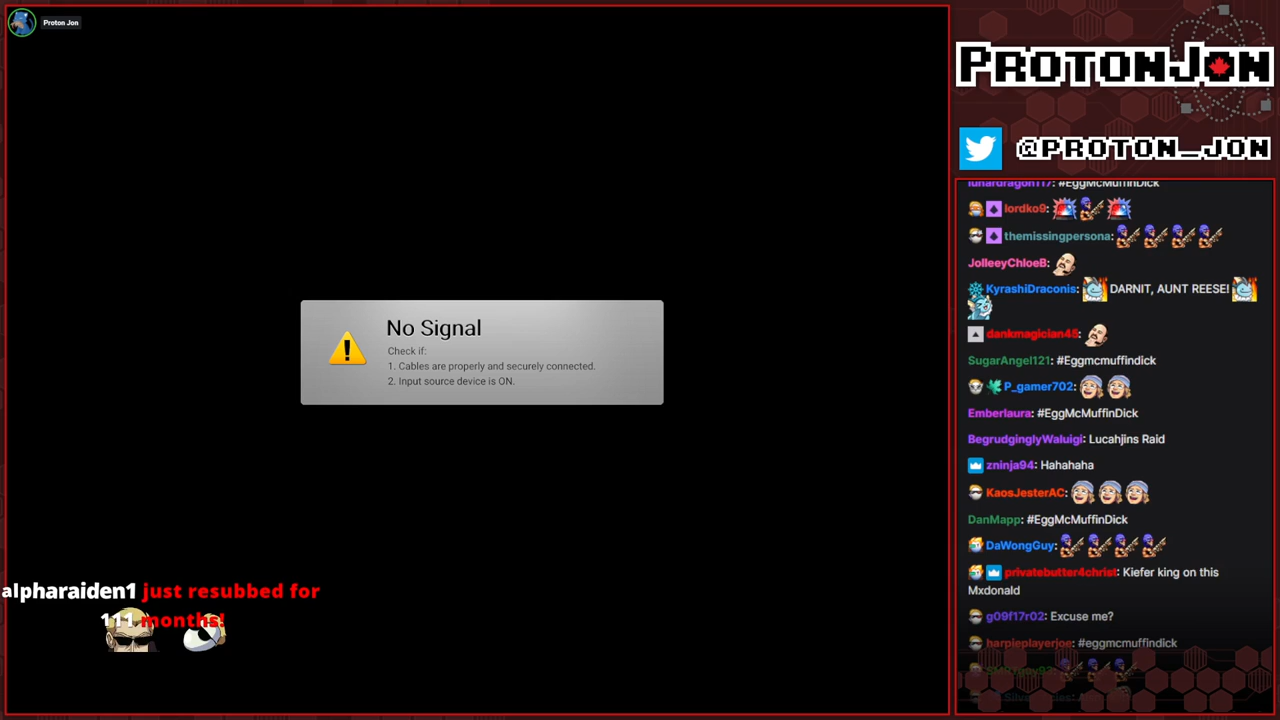 Proton Jon
PROTONJON
@PROTON_JON
lunardragon117: #EggMcMuffinDick
lordko9:
themissingpersona:
JolleeyChloeB:
KyrashiDraconis: DARNIT, AUNT REESE!
dankmagician45:
SugarAngel121: #Eggmcmuffindick
P_gamer702:
Emberlaura: #EggMcMuffinDick
BegrudginglyWaluigi: Lucahjins Raid
zninja94: Hahahaha
KaosJesterAC:
DanMapp: #EggMcMuffinDick
DaWongGuy:
privatebutter4christ: Kiefer king on this
Mxdonald
g09f17r02: Excuse me?
harpieplayerjoe: #eggmcmuffindick
No Signal
Check if:
1. Cables are properly and securely connected.
2. Input source device is ON.
alpharaiden1 just resubbed for
111 months!